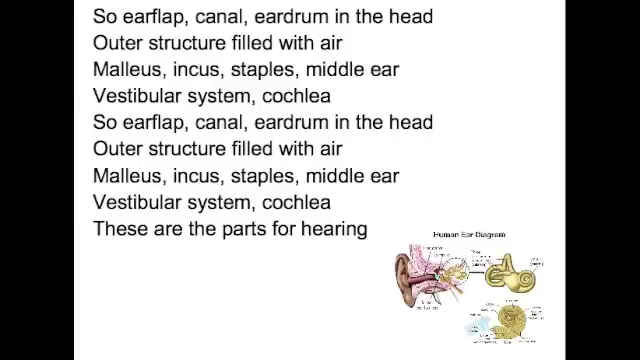 So earflap, canal, eardrum in the head
Outer structure filled with air
Malleus, incus, staples, middle ear
Vestibular system, cochlea
So earflap, canal, eardrum in the head
Outer structure filled with air
Malleus, incus, staples, middle ear
Vestibular system, cochlea
These are the parts for hearing
Human Ear Diagram